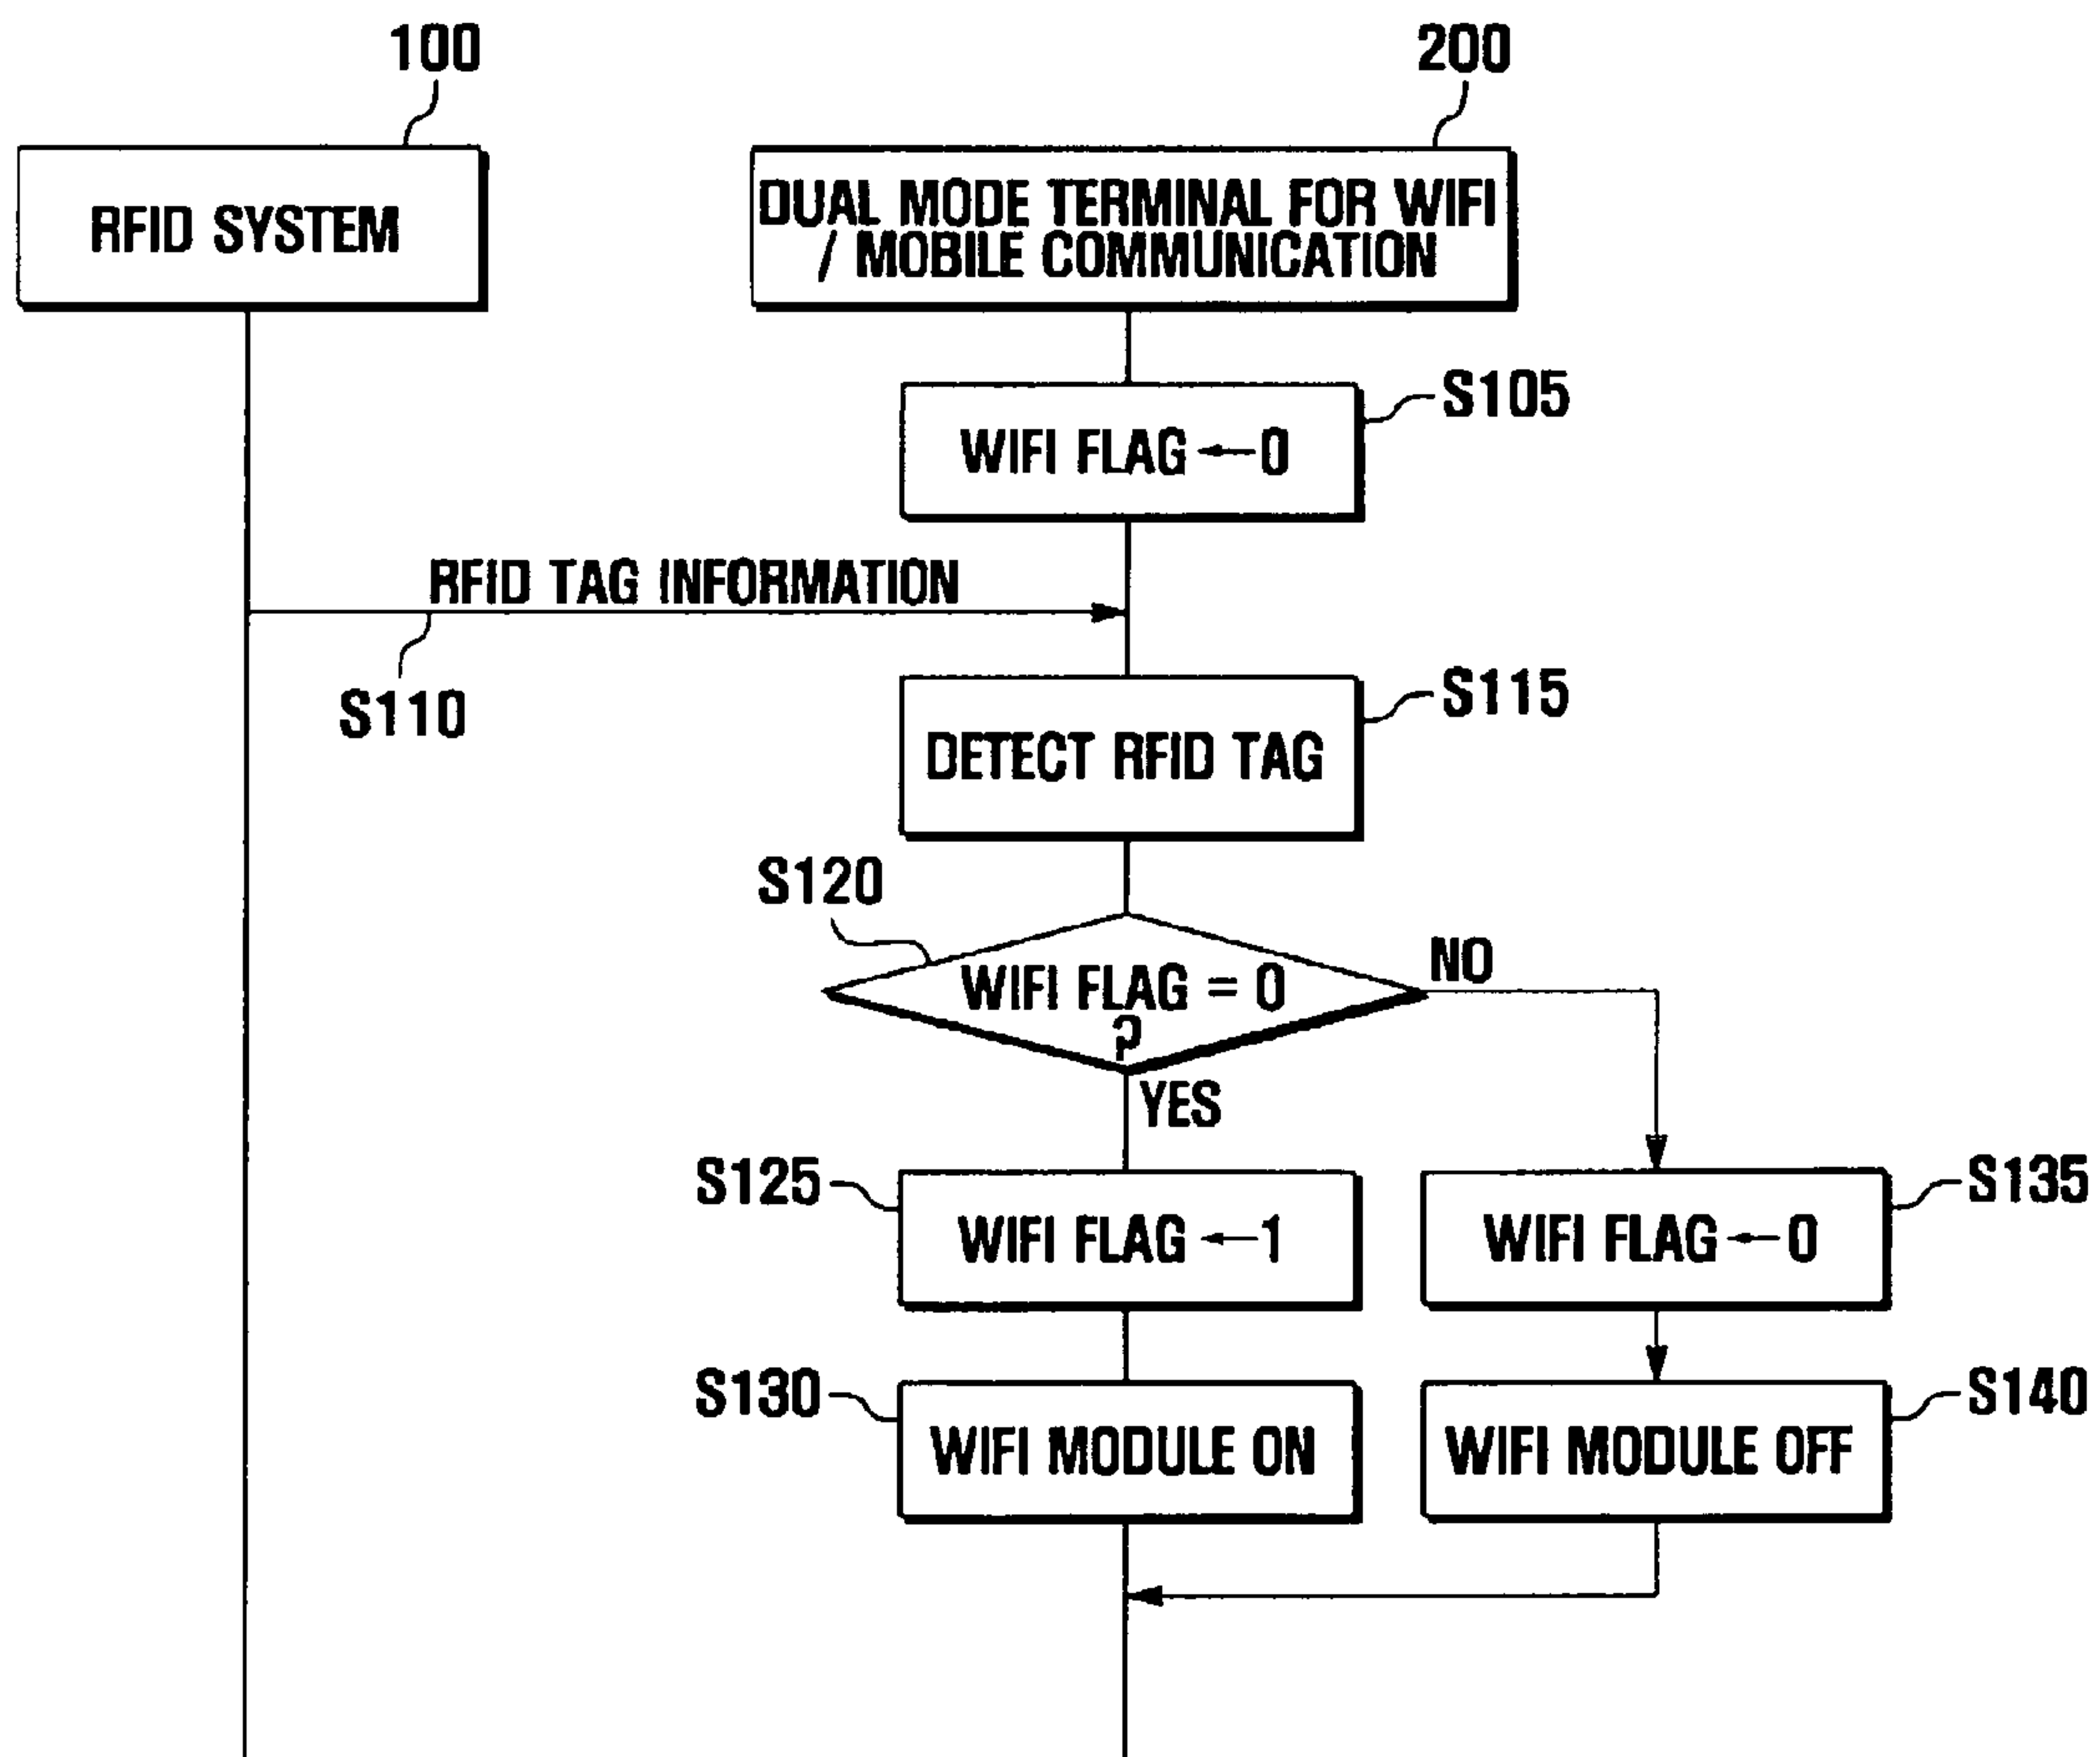 100
200
RFID SYSTEM
DUAL MODE TERMINAL FOR WIFI
/ MOBILE COMMUNICATION
S105
WIFI FLAG ← 0
RFID TAG INFORMATION
S110
S115
DETECT RFID TAG
S120
WIFI FLAG = 0
?
NO
YES
S125
WIFI FLAG ← 1
S135
WIFI FLAG ← 0
S130
WIFI MODULE ON
S140
WIFI MODULE OFF